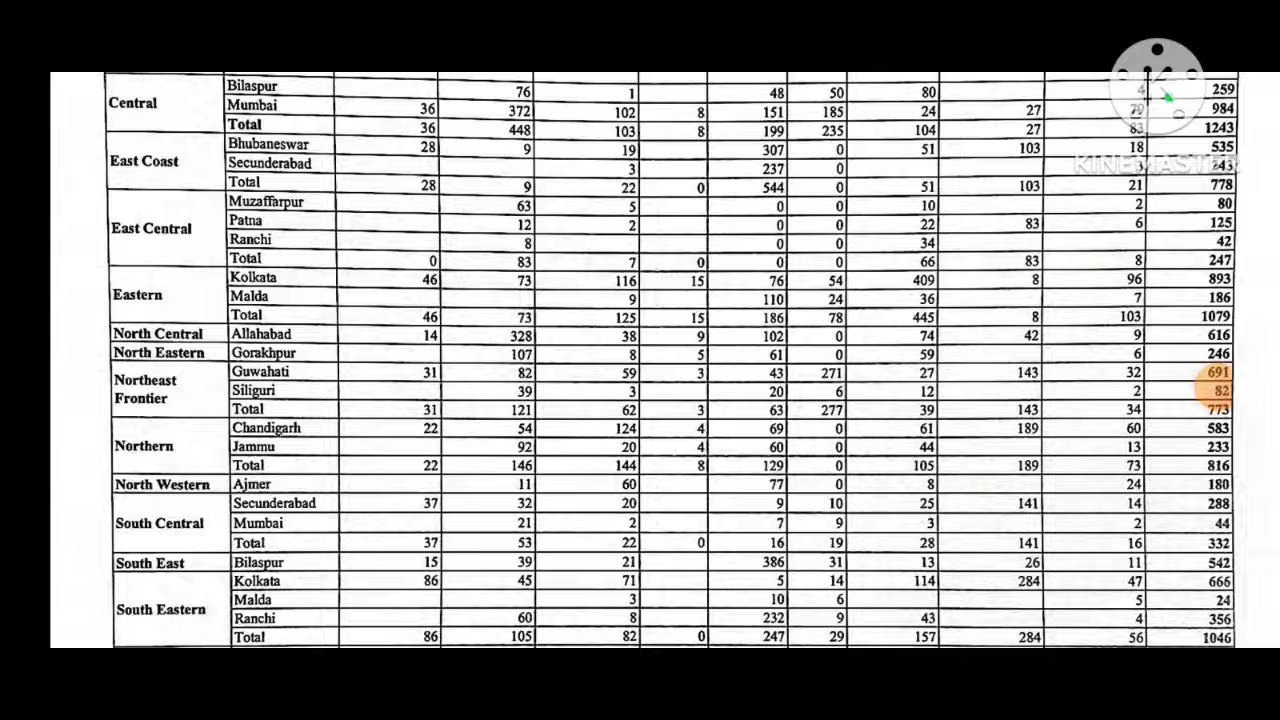 Central Bilaspur 76 1 48 50 80 4 259
Mumbai 36 372 102 8 151 185 24 27 79 984
Total 36 448 103 8 199 235 104 27 83 1243
East Coast Bhubaneswar 28 9 19 307 0 51 103 18 535
Secunderabad 3 237 0 243
Total 28 9 22 0 544 0 51 103 21 778
KINEMASTER
East Central Muzaffarpur 63 5 0 0 10 2 80
Patna 12 2 0 0 22 83 6 125
Ranchi 8 0 0 34 42
Total 0 83 7 0 0 0 66 83 8 247
Eastern Kolkata 46 73 116 15 76 54 409 8 96 893
Malda 9 110 24 36 7 186
Total 46 73 125 15 186 78 445 8 103 1079
North Central Allahabad 14 328 38 9 102 0 74 42 9 616
North Eastern Gorakhpur 107 8 5 61 0 59 6 246
Northeast Frontier Guwahati 31 82 59 3 43 271 27 143 32 691
Siliguri 39 3 20 6 12 2 82
Total 31 121 62 3 63 277 39 143 34 773
Northern Chandigarh 22 54 124 4 69 0 61 189 60 583
Jammu 92 20 4 60 0 44 13 233
Total 22 146 144 8 129 0 105 189 73 816
North Western Ajmer 11 60 77 0 8 24 180
South Central Secunderabad 37 32 20 9 10 25 141 14 288
Mumbai 21 2 7 9 3 2 44
Total 37 53 22 0 16 19 28 141 16 332
South East Bilaspur 15 39 21 386 31 13 26 11 542
South Eastern Kolkata 86 45 71 5 14 114 284 47 666
Malda 3 10 6 5 24
Ranchi 60 8 232 9 43 4 356
Total 86 105 82 0 247 29 157 284 56 1046